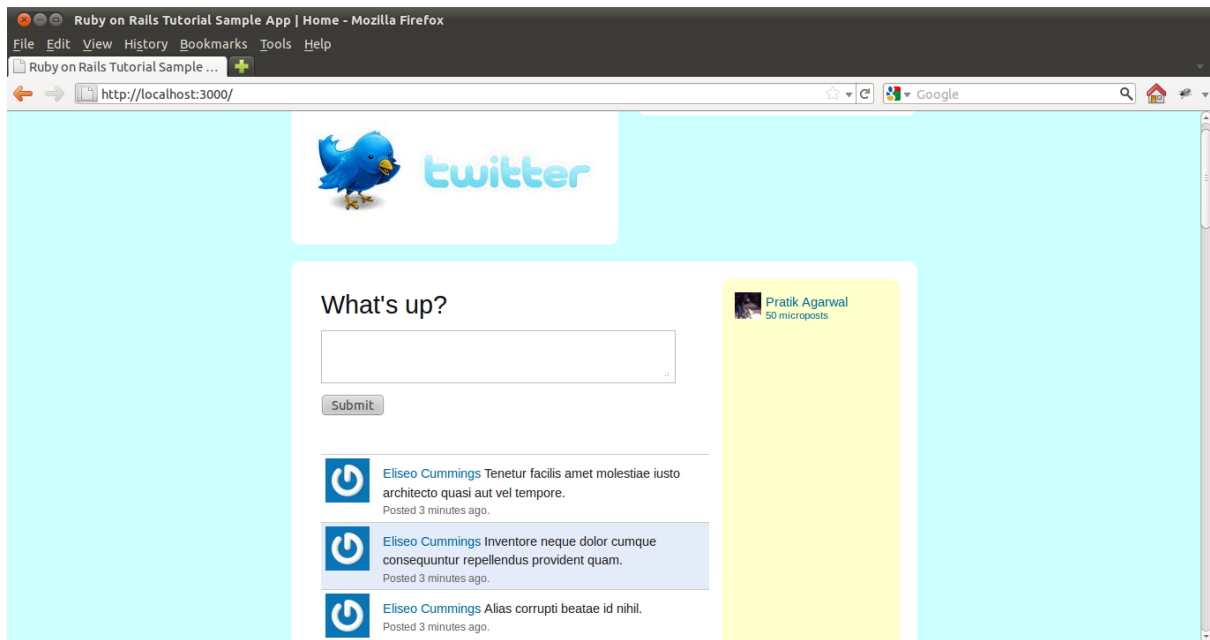 Ruby on Rails Tutorial Sample App | Home - Mozilla Firefox
File Edit View History Bookmarks Tools Help
Ruby on Rails Tutorial Sample ...
http://localhost:3000/
Google
twitter
What's up?
Submit
Pratik Agarwal
50 microposts
Eliseo Cummings Tenetur facilis amet molestiae iusto
architecto quasi aut vel tempore.
Posted 3 minutes ago.
Eliseo Cummings Inventore neque dolor cumque
consequuntur repellendus provident quam.
Posted 3 minutes ago.
Eliseo Cummings Alias corrupti beatae id nihil.
Posted 3 minutes ago.